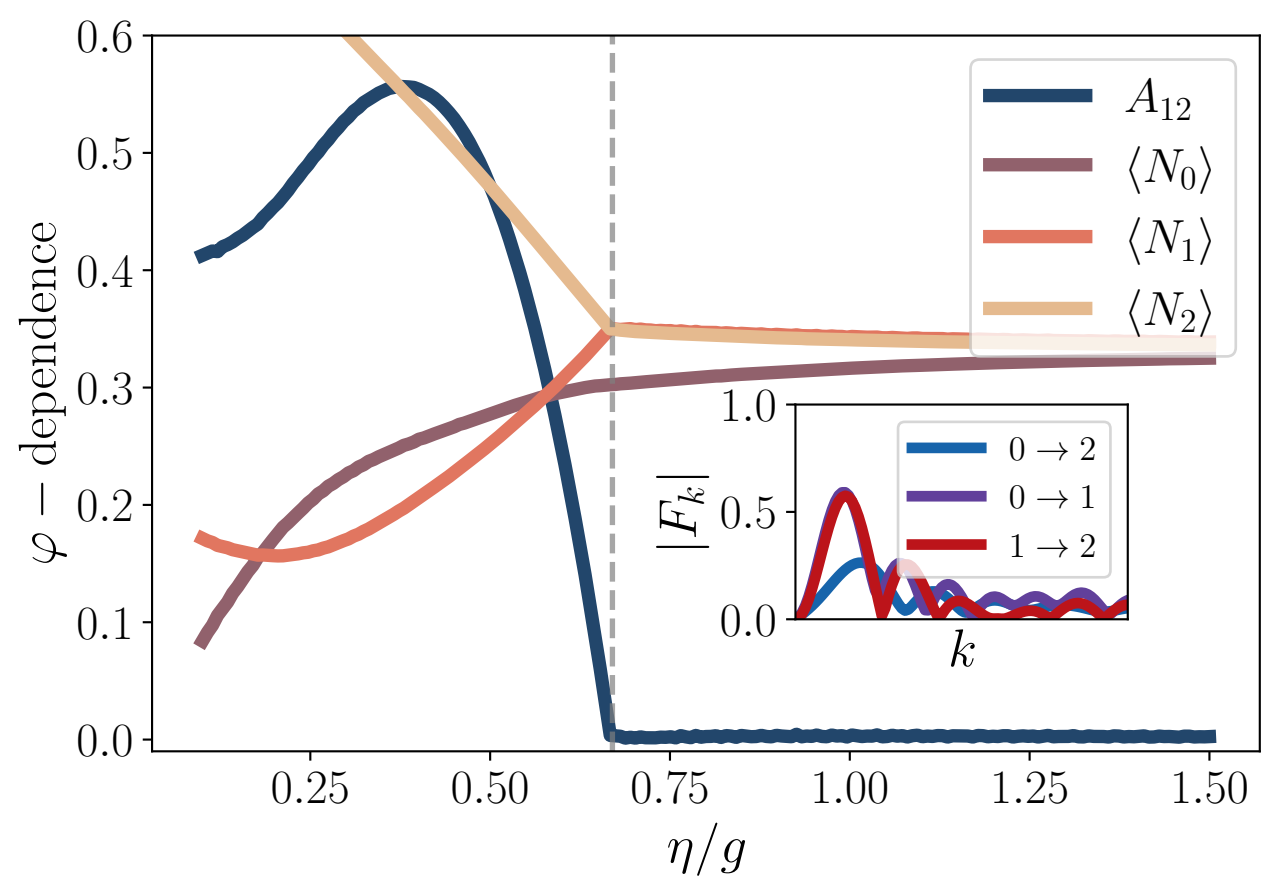 0.6
0.5
0.4
0.3
0.2
0.1
0.0
φ − dependence
0.25 0.50 0.75 1.00 1.25 1.50
η/g
A₁₂
⟨N₀⟩
⟨N₁⟩
⟨N₂⟩
1.0
0.5
0.0
|Fₖ|
k
0 → 2
0 → 1
1 → 2